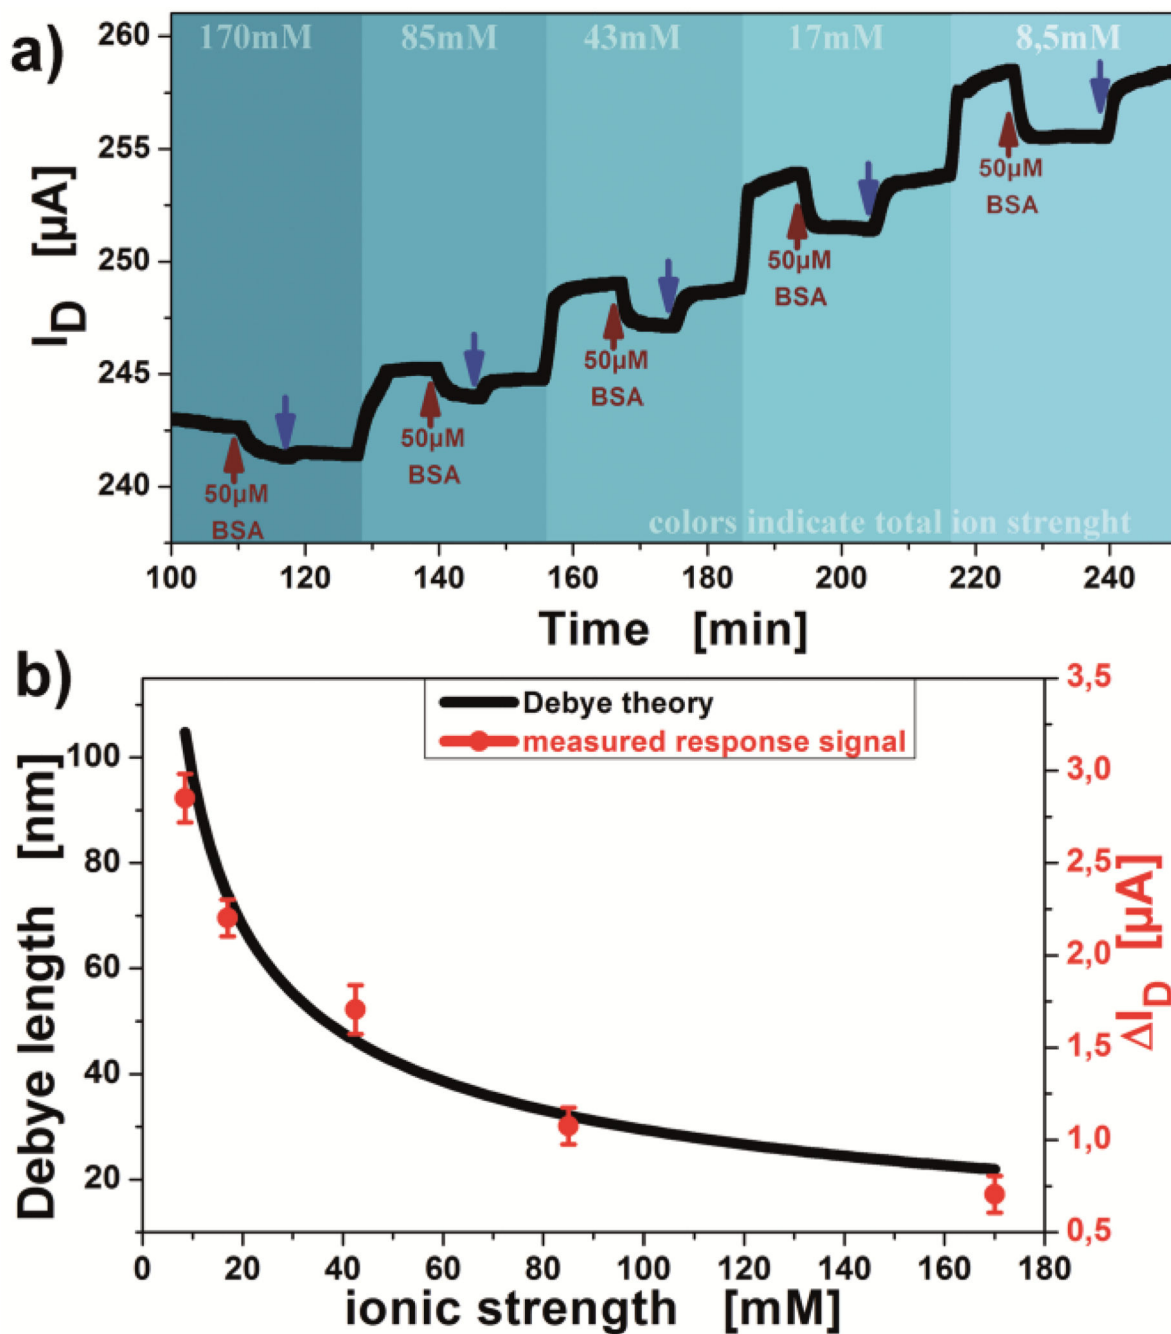 a)
170mM 85mM 43mM 17mM 8,5mM
260
255
250
245
240
I_D [µA]
50µM
BSA
50µM
BSA
50µM
BSA
50µM
BSA
50µM
BSA
colors indicate total ion strenght
100 120 140 160 180 200 220 240
Time [min]
b)
Debye theory
measured response signal
100
80
60
40
20
Debye length [nm]
3,5
3,0
2,5
2,0
1,5
1,0
0,5
ΔI_D [µA]
0 20 40 60 80 100 120 140 160 180
ionic strength [mM]